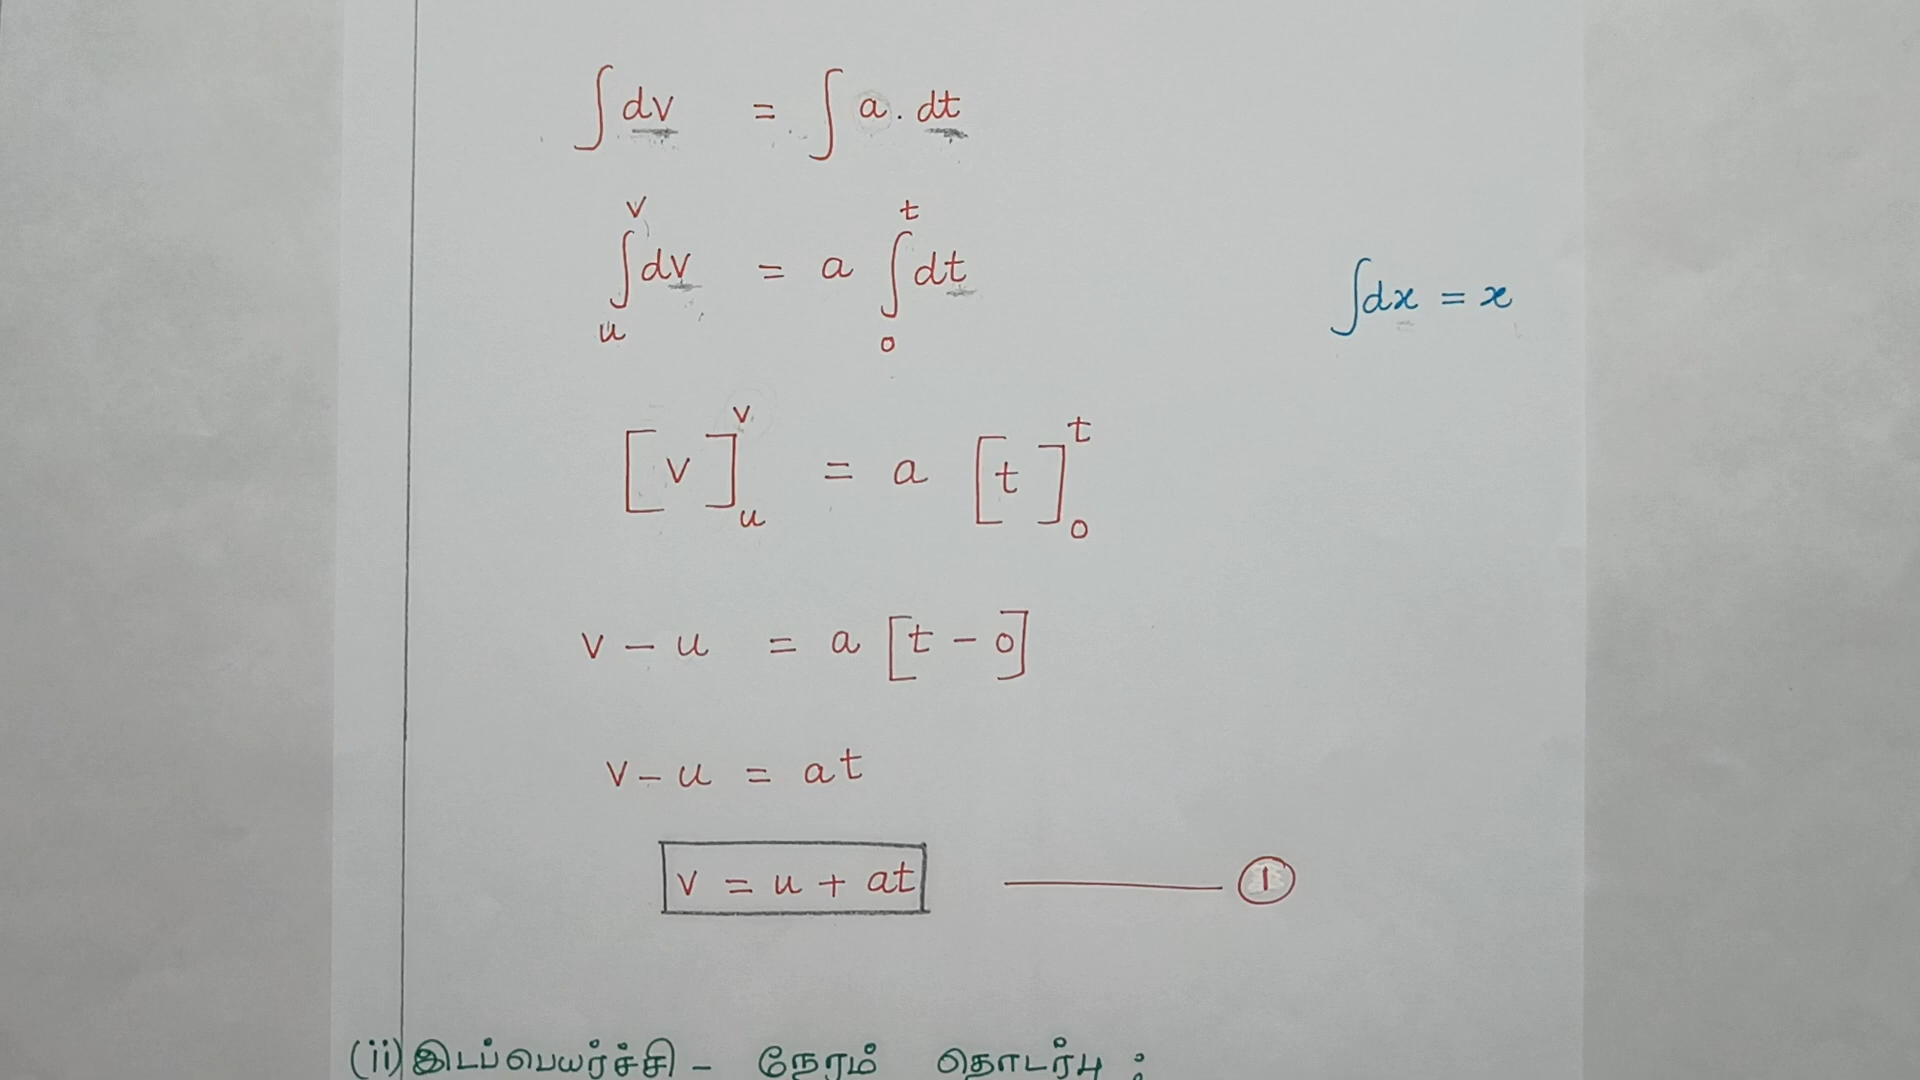 ∫dv = ∫a. dt
∫ᵤᵛ dv = a ∫₀ᵗ dt
∫dx = x
[v]ᵤᵛ = a [t]₀ᵗ
v – u = a [t – 0]
v – u = at
v = u + at ——— ①
(ii) இடப்பெயர்ச்சி – நேரம் தொடர்பு :